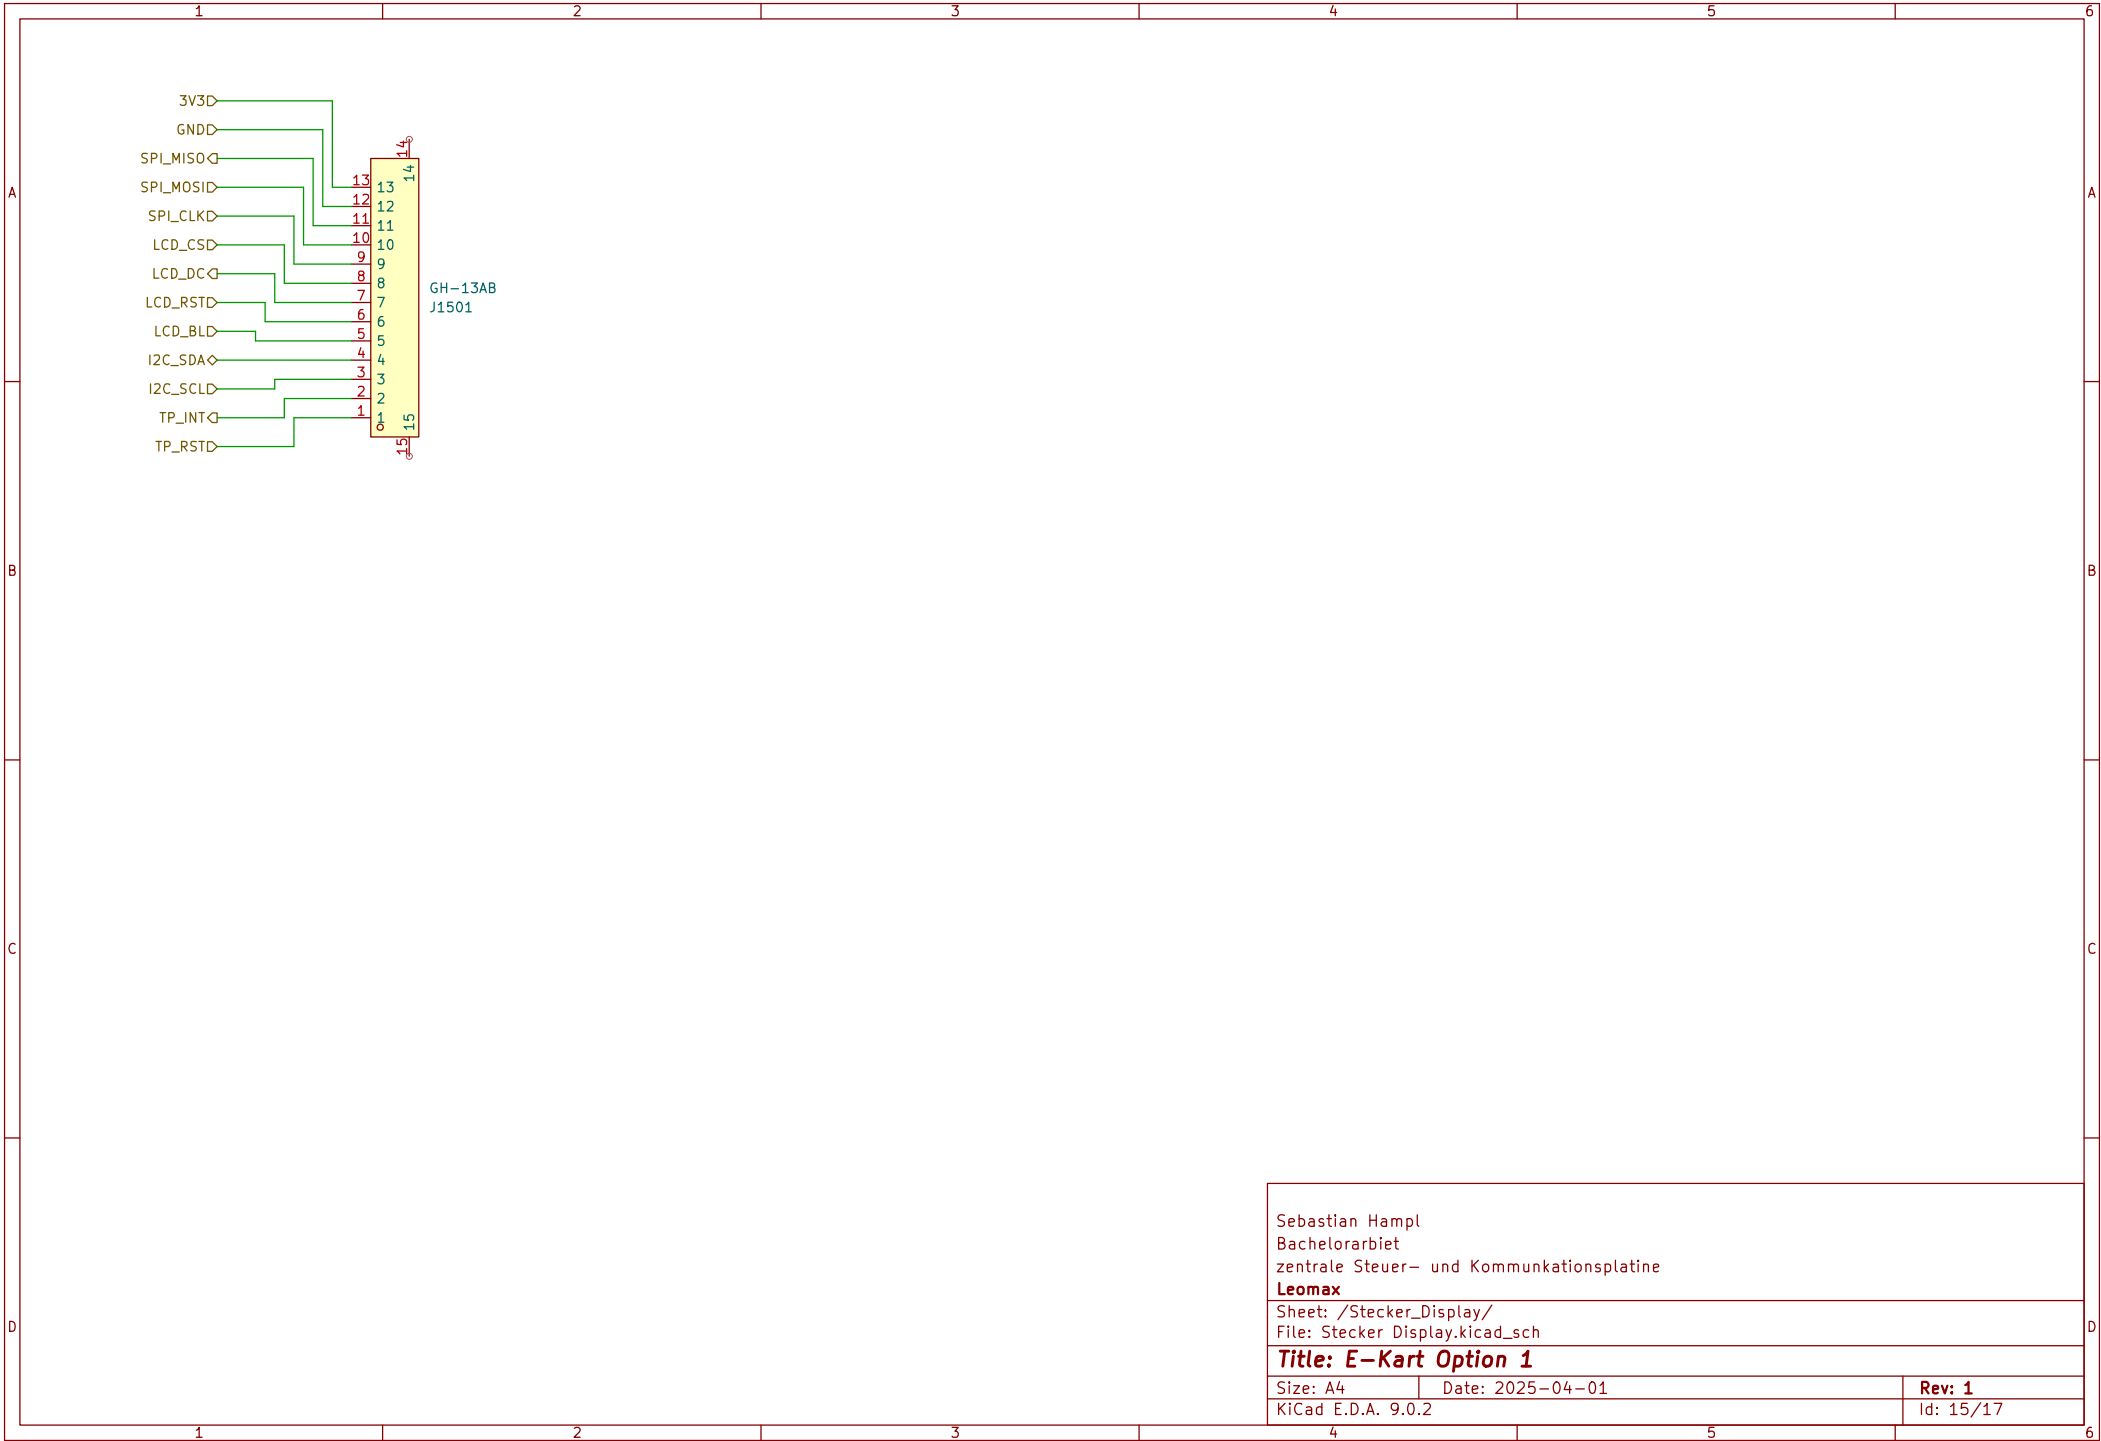 1 2 3 4 5 6
3V3
GND
SPI_MISO
SPI_MOSI
SPI_CLK
LCD_CS
LCD_DC
LCD_RST
LCD_BL
I2C_SDA
I2C_SCL
TP_INT
TP_RST
14 14
13 13
12 12
11 11
10 10
9 9
8 8
7 7
6 6
5 5
4 4
3 3
2 2
1 1
15 15
GH-13AB
J1501
A A
B B
C C
D D
Sebastian Hampl
Bachelorarbiet
zentrale Steuer- und Kommunkationsplatine
Leomax
Sheet: /Stecker_Display/
File: Stecker Display.kicad_sch
Title: E-Kart Option 1
Size: A4 Date: 2025-04-01 Rev: 1
KiCad E.D.A. 9.0.2 Id: 15/17
1 2 3 4 5 6